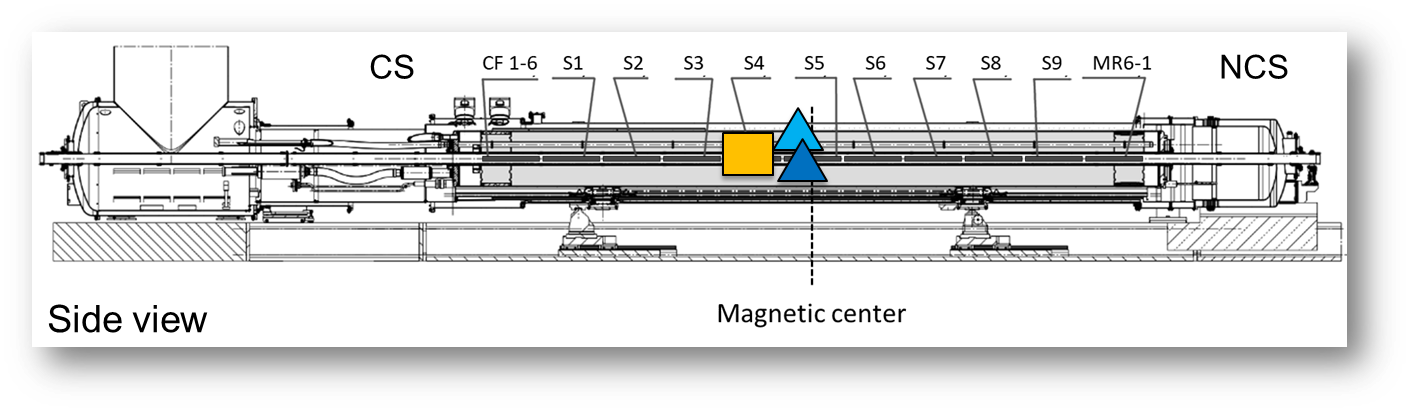 CS
CF 1-6
S1
S2
S3
S4
S5
S6
S7
S8
S9
MR6-1
NCS
Magnetic center
Side view